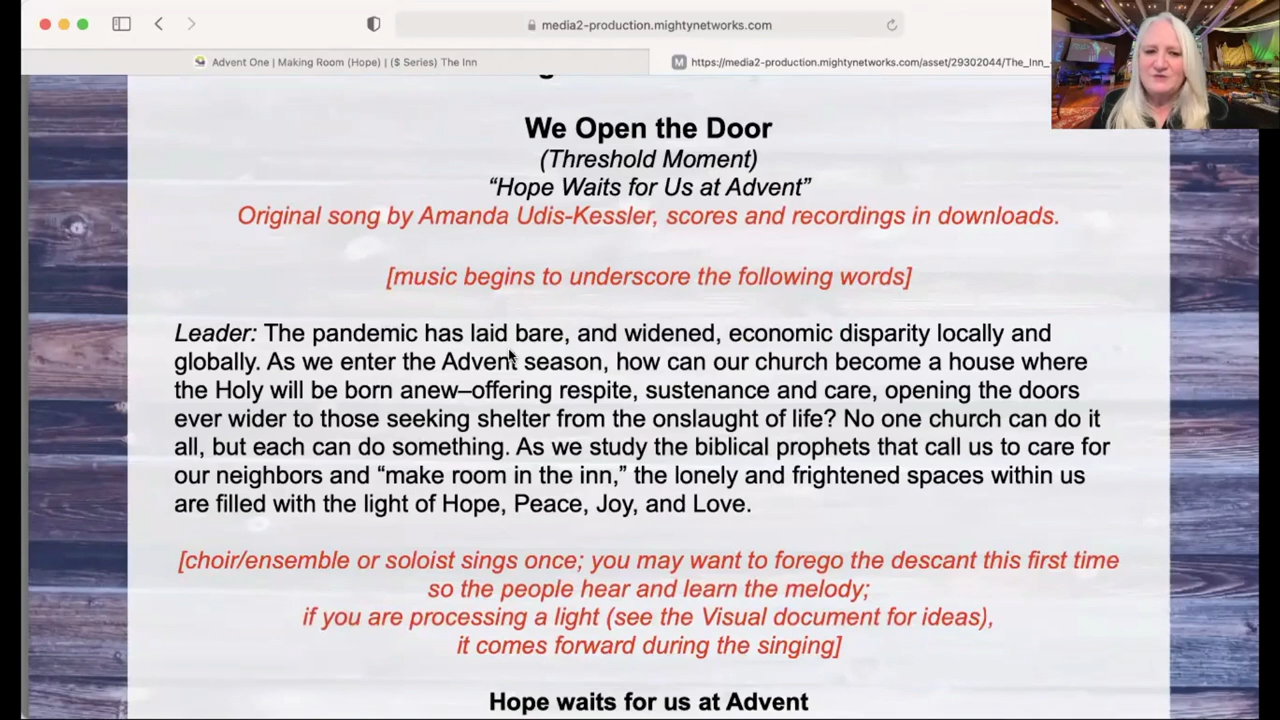 media2-production.mightynetworks.com
Advent One | Making Room (Hope) | ($ Series) The Inn
M https://media2-production.mightynetworks.com/asset/29302044/The_Inn_
We Open the Door
(Threshold Moment)
“Hope Waits for Us at Advent”
Original song by Amanda Udis-Kessler, scores and recordings in downloads.
[music begins to underscore the following words]
Leader: The pandemic has laid bare, and widened, economic disparity locally and
globally. As we enter the Advent season, how can our church become a house where
the Holy will be born anew–offering respite, sustenance and care, opening the doors
ever wider to those seeking shelter from the onslaught of life? No one church can do it
all, but each can do something. As we study the biblical prophets that call us to care for
our neighbors and “make room in the inn,” the lonely and frightened spaces within us
are filled with the light of Hope, Peace, Joy, and Love.
[choir/ensemble or soloist sings once; you may want to forego the descant this first time
so the people hear and learn the melody;
if you are processing a light (see the Visual document for ideas),
it comes forward during the singing]
Hope waits for us at Advent